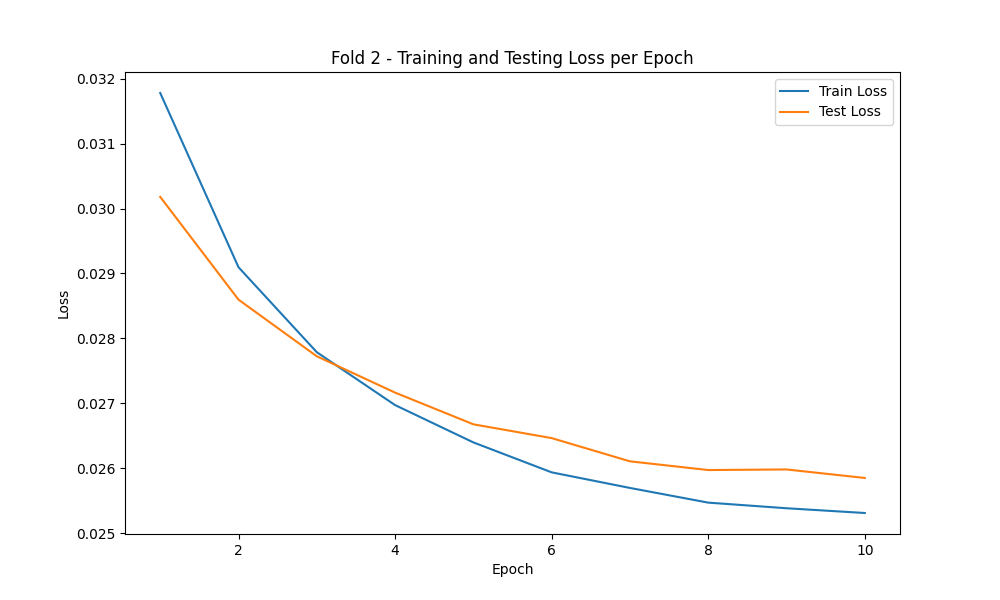 Fold 2 - Training and Testing Loss per Epoch
Train Loss
Test Loss
0.032
0.031
0.030
0.029
0.028
0.027
0.026
0.025
Loss
2 4 6 8 10
Epoch